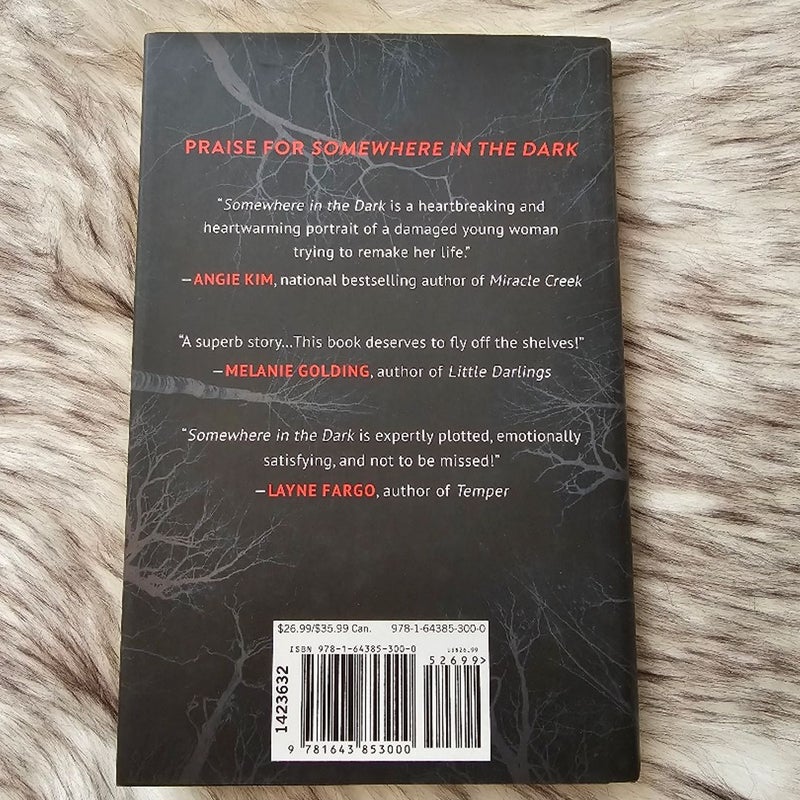 PRAISE FOR SOMEWHERE IN THE DARK
“Somewhere in the Dark is a heartbreaking and
heartwarming portrait of a damaged young woman
trying to remake her life.”
—ANGIE KIM, national bestselling author of Miracle Creek
“A superb story...This book deserves to fly off the shelves!”
—MELANIE GOLDING, author of Little Darlings
“Somewhere in the Dark is expertly plotted, emotionally
satisfying, and not to be missed!”
—LAYNE FARGO, author of Temper
$26.99/$35.99 Can. 978-1-64385-300-0
ISBN 978-1-64385-300-0
US$26.99
52699>
1423632
9 781643 853000